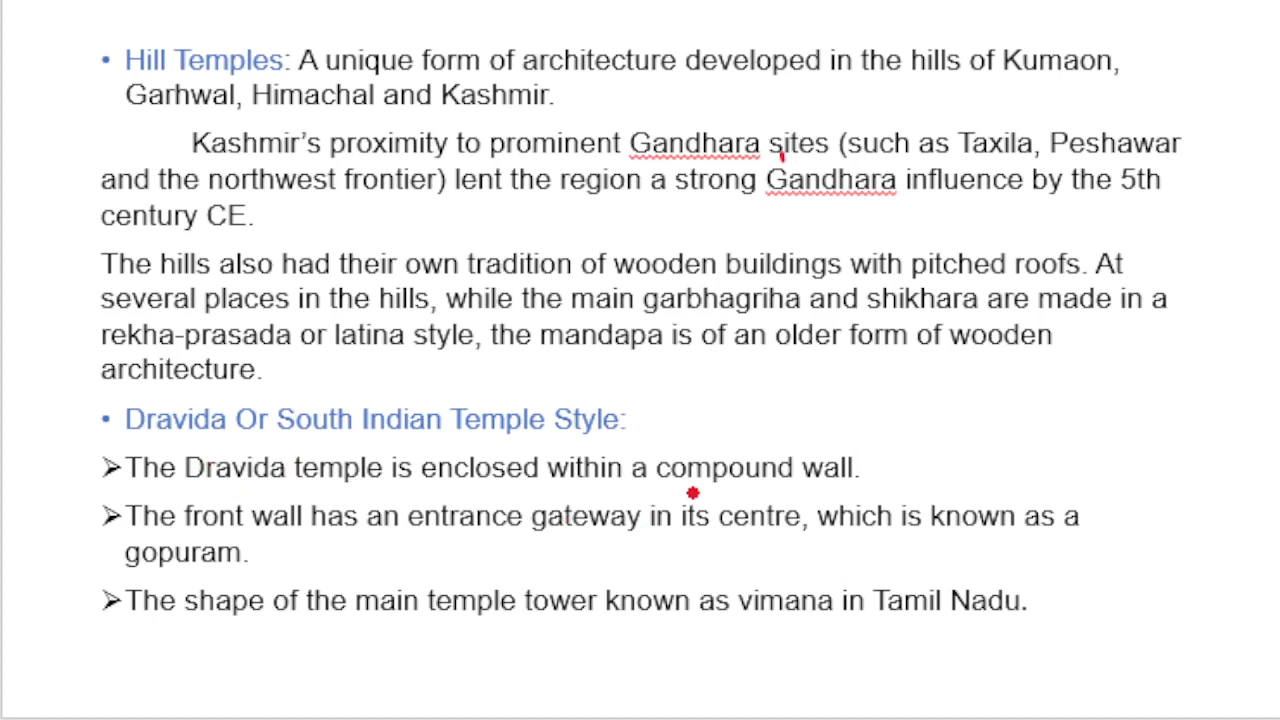 • Hill Temples: A unique form of architecture developed in the hills of Kumaon,
Garhwal, Himachal and Kashmir.
Kashmir's proximity to prominent Gandhara sites (such as Taxila, Peshawar
and the northwest frontier) lent the region a strong Gandhara influence by the 5th
century CE.
The hills also had their own tradition of wooden buildings with pitched roofs. At
several places in the hills, while the main garbhagriha and shikhara are made in a
rekha-prasada or latina style, the mandapa is of an older form of wooden
architecture.
• Dravida Or South Indian Temple Style:
➢The Dravida temple is enclosed within a compound wall.
➢The front wall has an entrance gateway in its centre, which is known as a
gopuram.
➢The shape of the main temple tower known as vimana in Tamil Nadu.